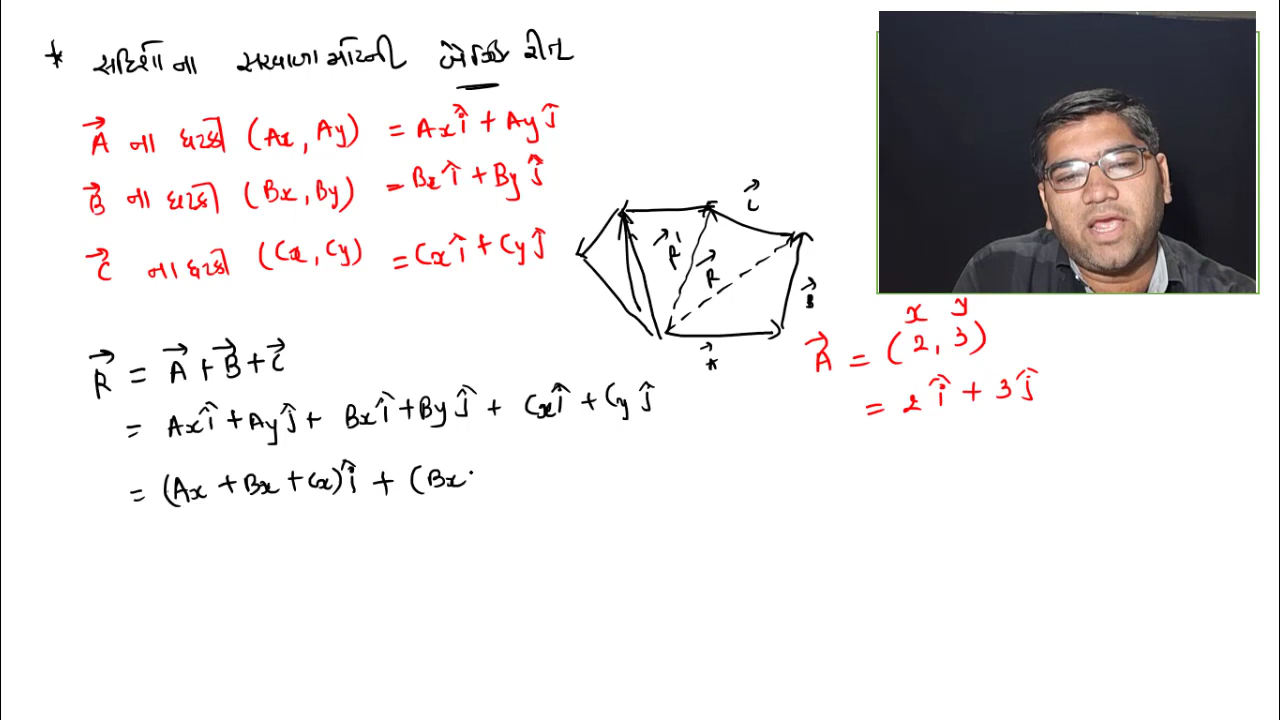 * સદિશોના સરવાળા માટેની બૈજિક રીત
A⃗ ના ઘટકો (Ax, Ay) = Ax î + Ay ĵ
B⃗ ના ઘટકો (Bx, By) = Bx î + By ĵ
C⃗ ના ઘટકો (Cx, Cy) = Cx î + Cy ĵ
C⃗
R⃗'
R⃗
B⃗
A⃗
x y
A⃗ = (2, 3)
= 2 î + 3 ĵ
R⃗ = A⃗ + B⃗ + C⃗
= Ax î + Ay ĵ + Bx î + By ĵ + Cx î + Cy ĵ
= (Ax + Bx + Cx) î + (Bx